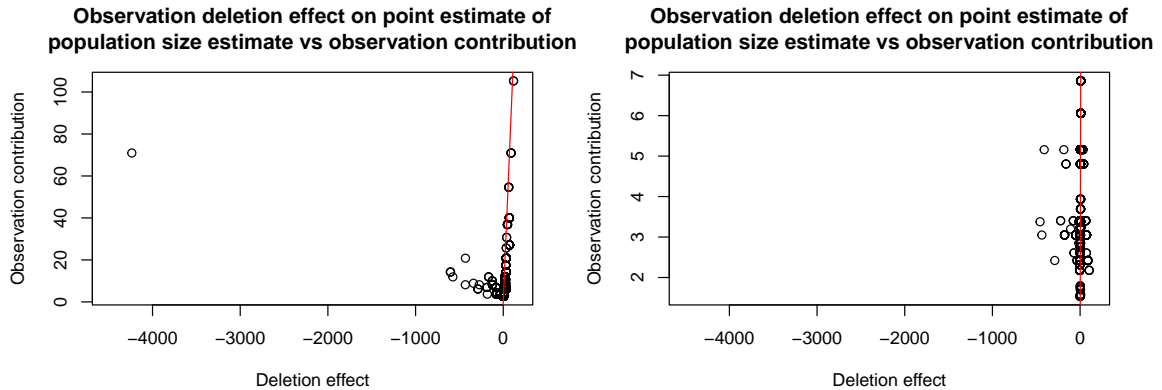 Observation deletion effect on point estimate of
population size estimate vs observation contribution
Observation contribution
100
80
60
40
20
0
−4000
−3000
−2000
−1000
0
Deletion effect
Observation deletion effect on point estimate of
population size estimate vs observation contribution
Observation contribution
7
6
5
4
3
2
−4000
−3000
−2000
−1000
0
Deletion effect